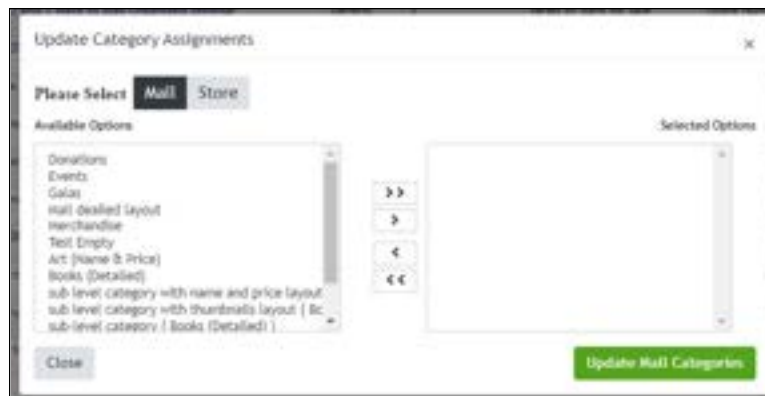 Update Category Assignments
×
Please Select Mall Store
Available Options
Selected Options
Donations
Events
Galas
Mall deailed layout
Merchandise
Test Empty
Art (Name & Price)
Books (Detailed)
sub level category with name and price layout
sub level category with thumbnails layout ( Bc
sub-level category ( Books (Detailed) )
>>
>
<
<<
Close
Update Mall Categories